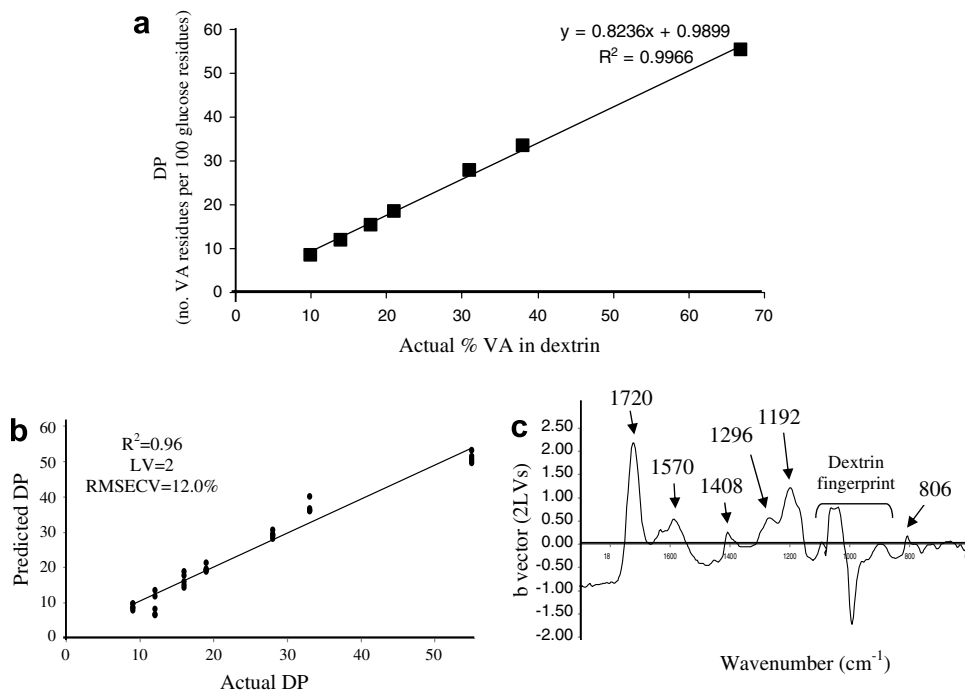 a
y = 0.8236x + 0.9899
R² = 0.9966
DP
(no. VA residues per 100 glucose residues)
60
50
40
30
20
10
0
0 10 20 30 40 50 60 70
Actual % VA in dextrin
b
R²=0.96
LV=2
RMSECV=12.0%
Predicted DP
60
50
40
30
20
10
0
0 10 20 30 40 50
Actual DP
c
1720
1570
1408
1296
1192
Dextrin
fingerprint
806
b vector (2LVs)
2.50
2.00
1.50
1.00
0.50
0.00
-0.50
-1.00
-1.50
-2.00
18 1600 1400 1200 1000 800
Wavenumber (cm⁻¹)